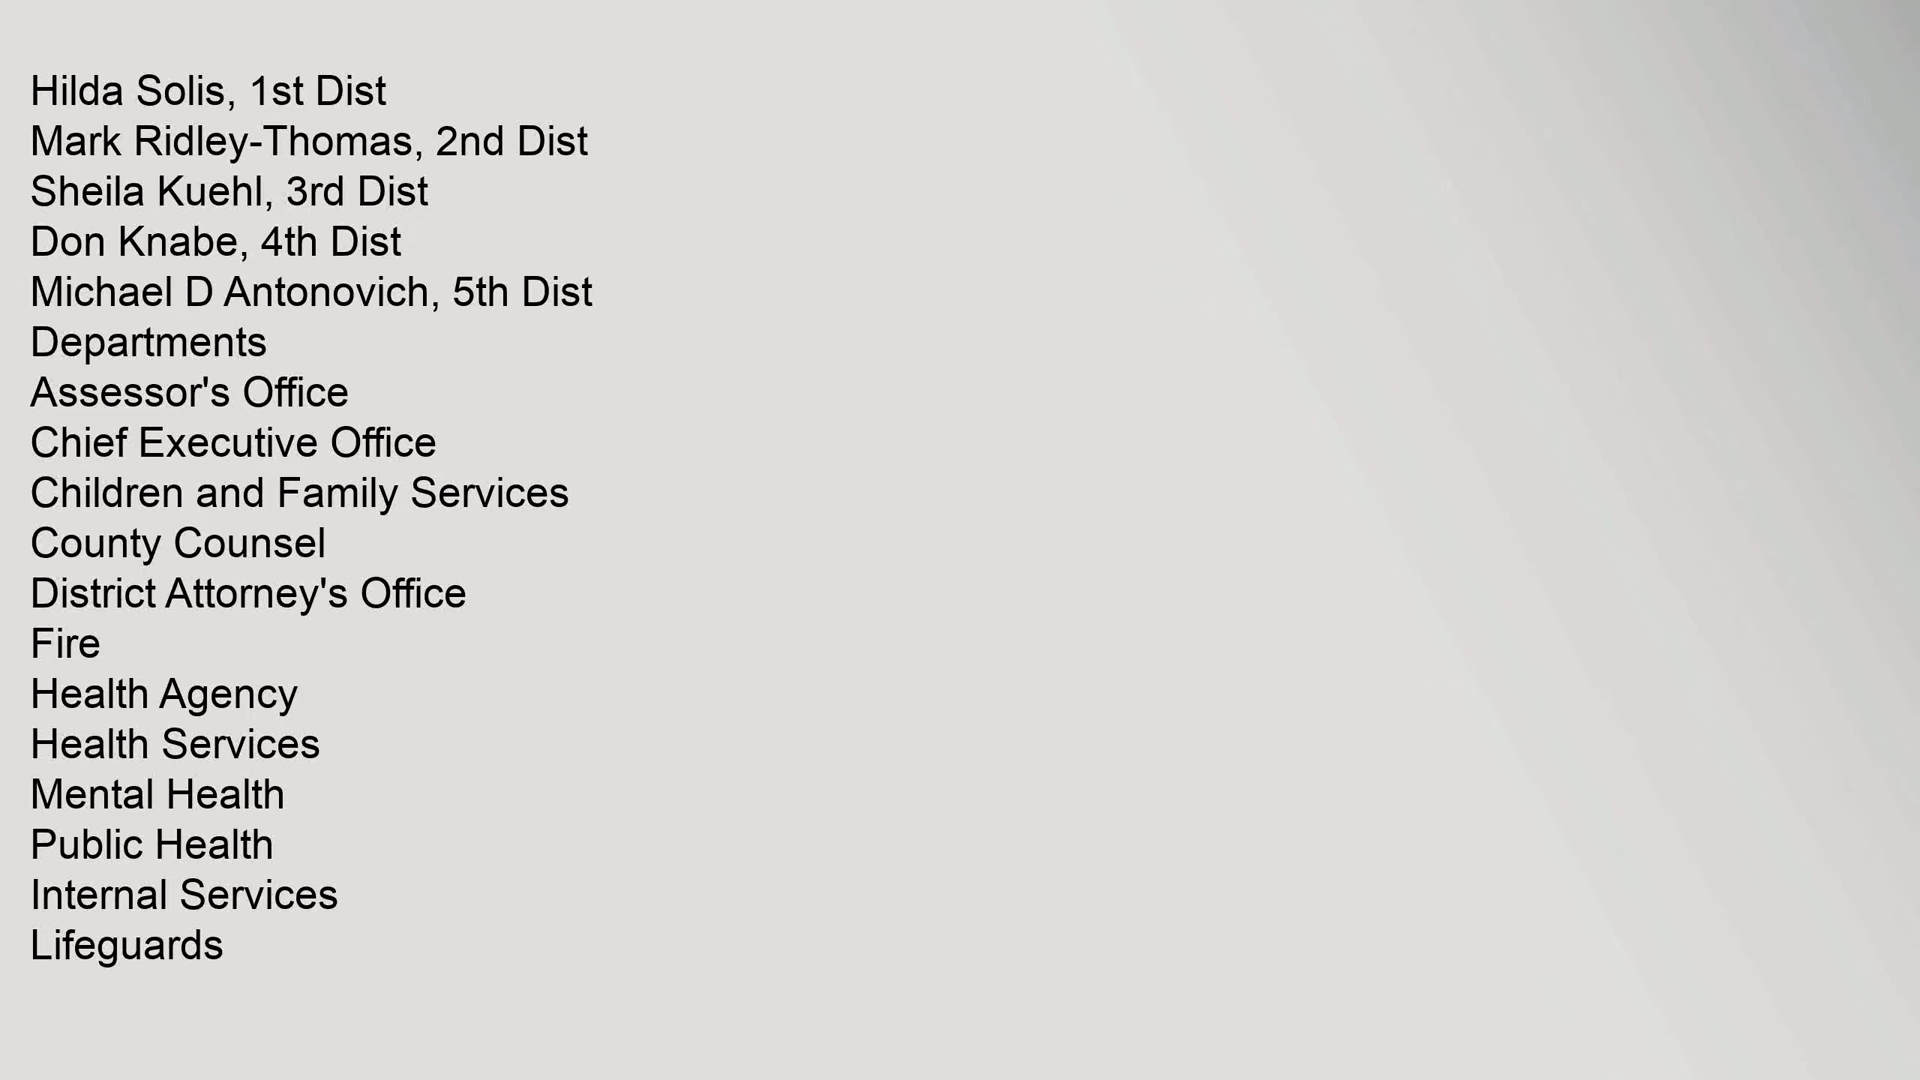 Hilda Solis, 1st Dist
Mark Ridley-Thomas, 2nd Dist
Sheila Kuehl, 3rd Dist
Don Knabe, 4th Dist
Michael D Antonovich, 5th Dist
Departments
Assessor's Office
Chief Executive Office
Children and Family Services
County Counsel
District Attorney's Office
Fire
Health Agency
Health Services
Mental Health
Public Health
Internal Services
Lifeguards